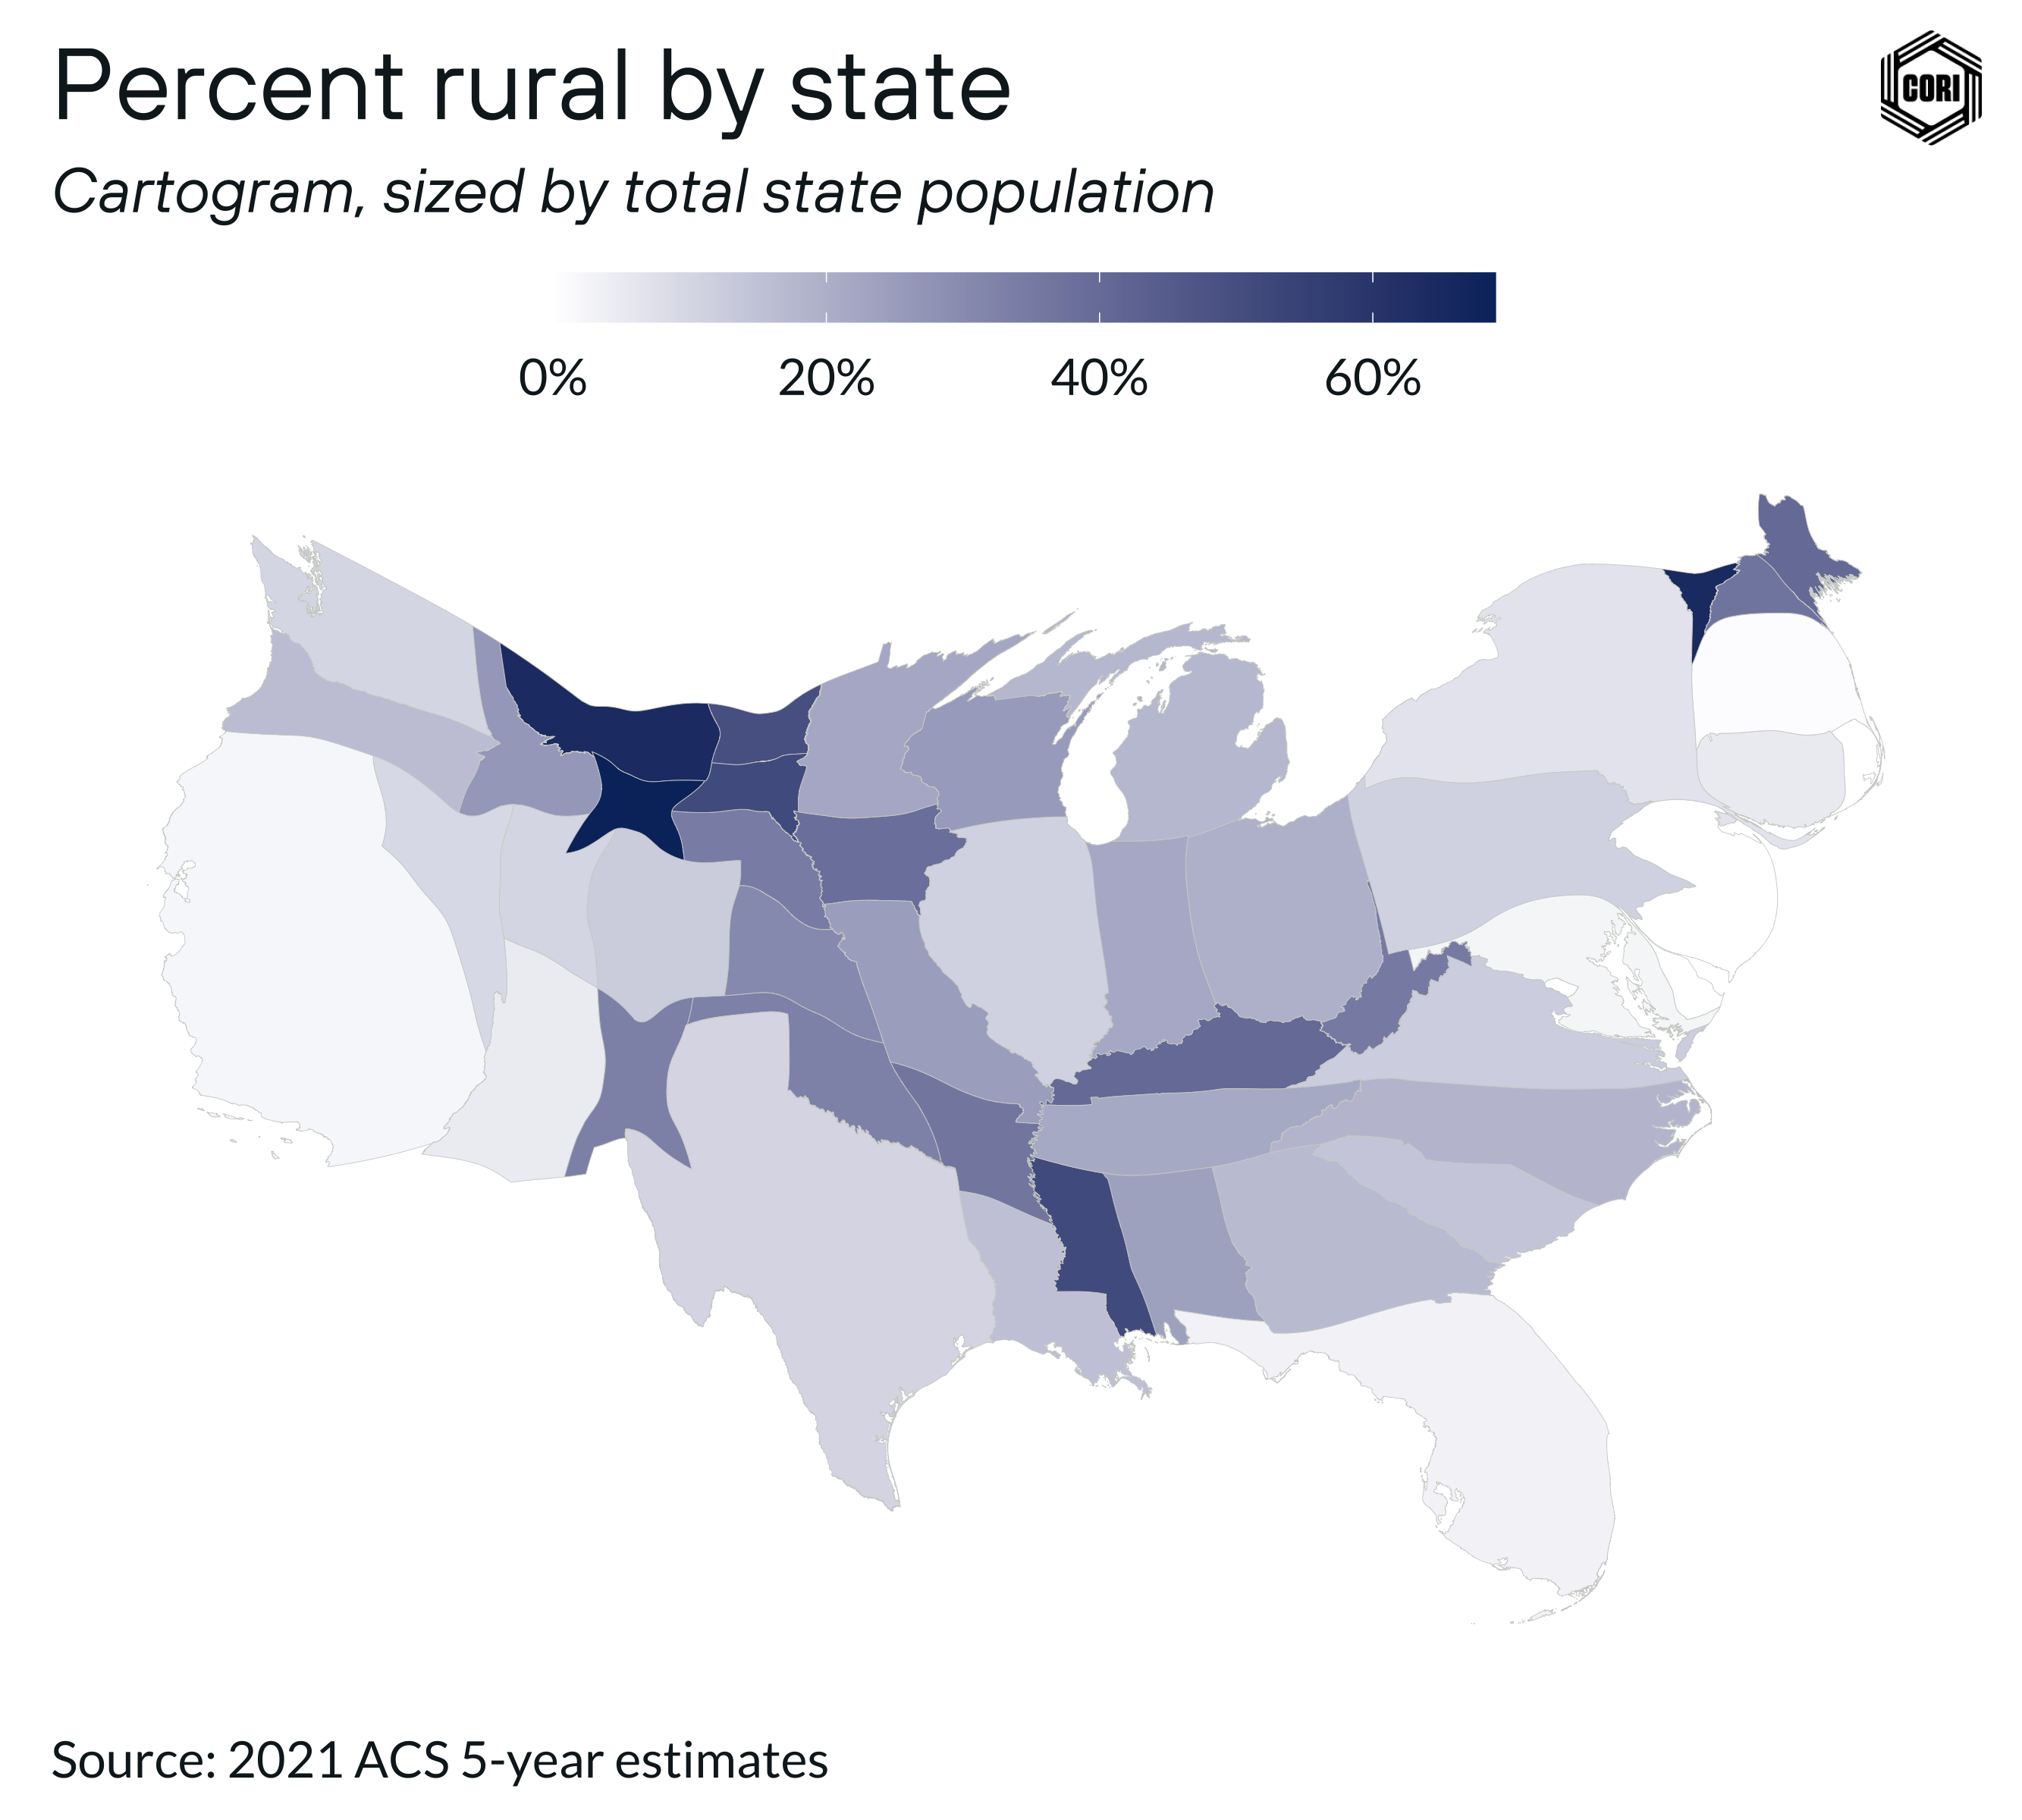 Percent rural by state
CORI
Cartogram, sized by total state population
0% 20% 40% 60%
Source: 2021 ACS 5-year estimates